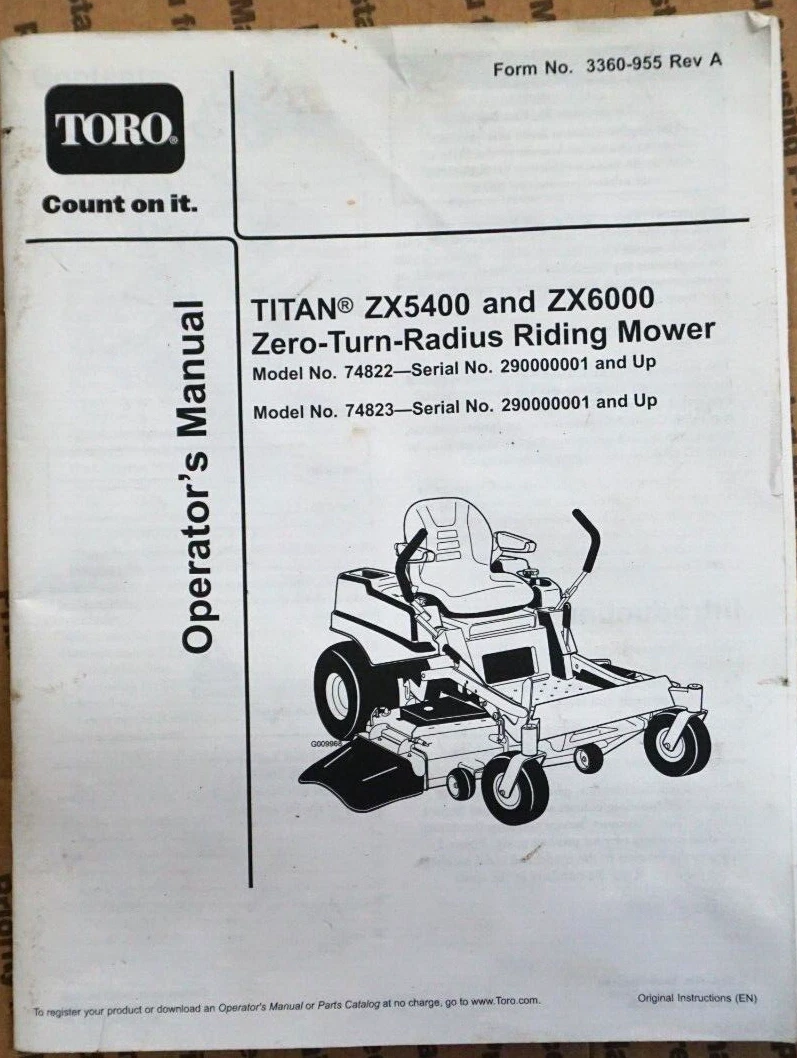 Form No. 3360-955 Rev A
TORO®
Count on it.
Operator's Manual
TITAN® ZX5400 and ZX6000
Zero-Turn-Radius Riding Mower
Model No. 74822—Serial No. 290000001 and Up
Model No. 74823—Serial No. 290000001 and Up
G009966
To register your product or download an Operator's Manual or Parts Catalog at no charge, go to www.Toro.com.
Original Instructions (EN)
Priority